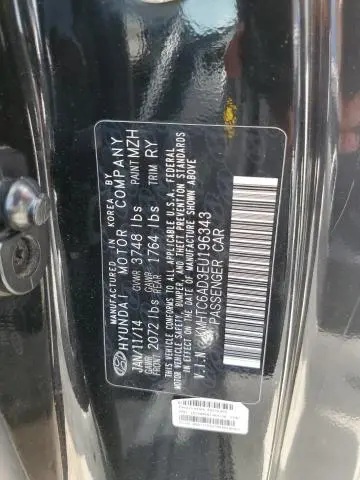 MANUFACTURED IN KOREA BY
HYUNDAI MOTOR COMPANY
JAN/11/14 GVWR 3748 lbs PAINT MZH
GAWR FRONT 2072 lbs GAWR REAR 1764 lbs TRIM RY
THIS VEHICLE CONFORMS TO ALL APPLICABLE U.S.A. FEDERAL
MOTOR VEHICLE SAFETY, BUMPER, AND THEFT PREVENTION STANDARDS
IN EFFECT ON THE DATE OF MANUFACTURE SHOWN ABOVE.
V.I.N KMHTC6AD3EU196343
PASSENGER CAR